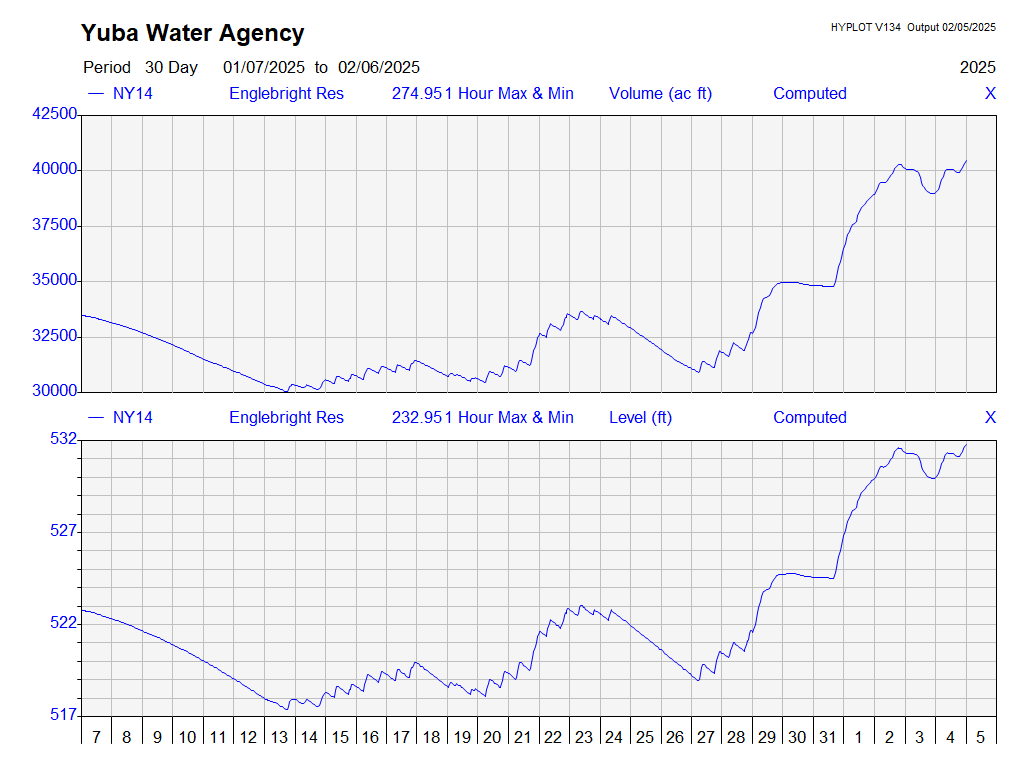 Yuba Water Agency
HYPLOT V134 Output 02/05/2025
Period 30 Day 01/07/2025 to 02/06/2025 2025
NY14 Englebright Res 274.951 Hour Max & Min Volume (ac ft) Computed X
42500
40000
37500
35000
32500
30000
NY14 Englebright Res 232.951 Hour Max & Min Level (ft) Computed X
532
527
522
517
7 8 9 10 11 12 13 14 15 16 17 18 19 20 21 22 23 24 25 26 27 28 29 30 31 1 2 3 4 5